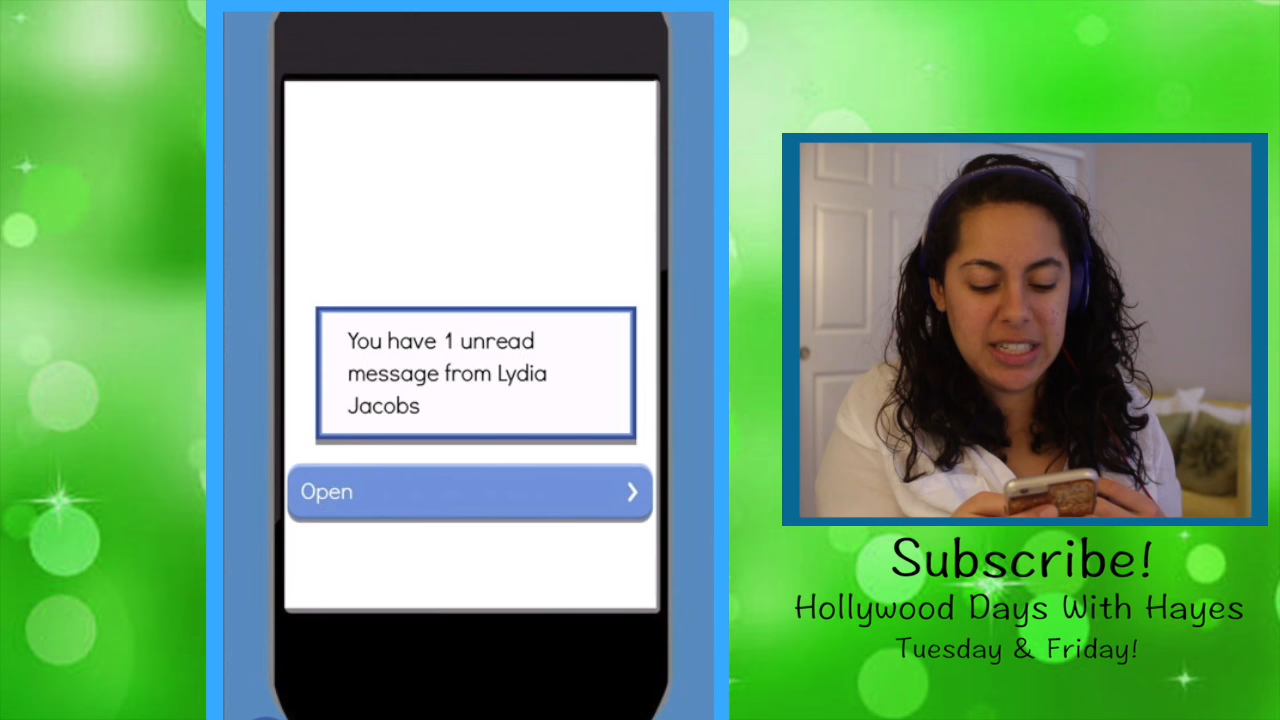 You have 1 unread
message from Lydia
Jacobs
Open
Subscribe!
Hollywood Days With Hayes
Tuesday & Friday!